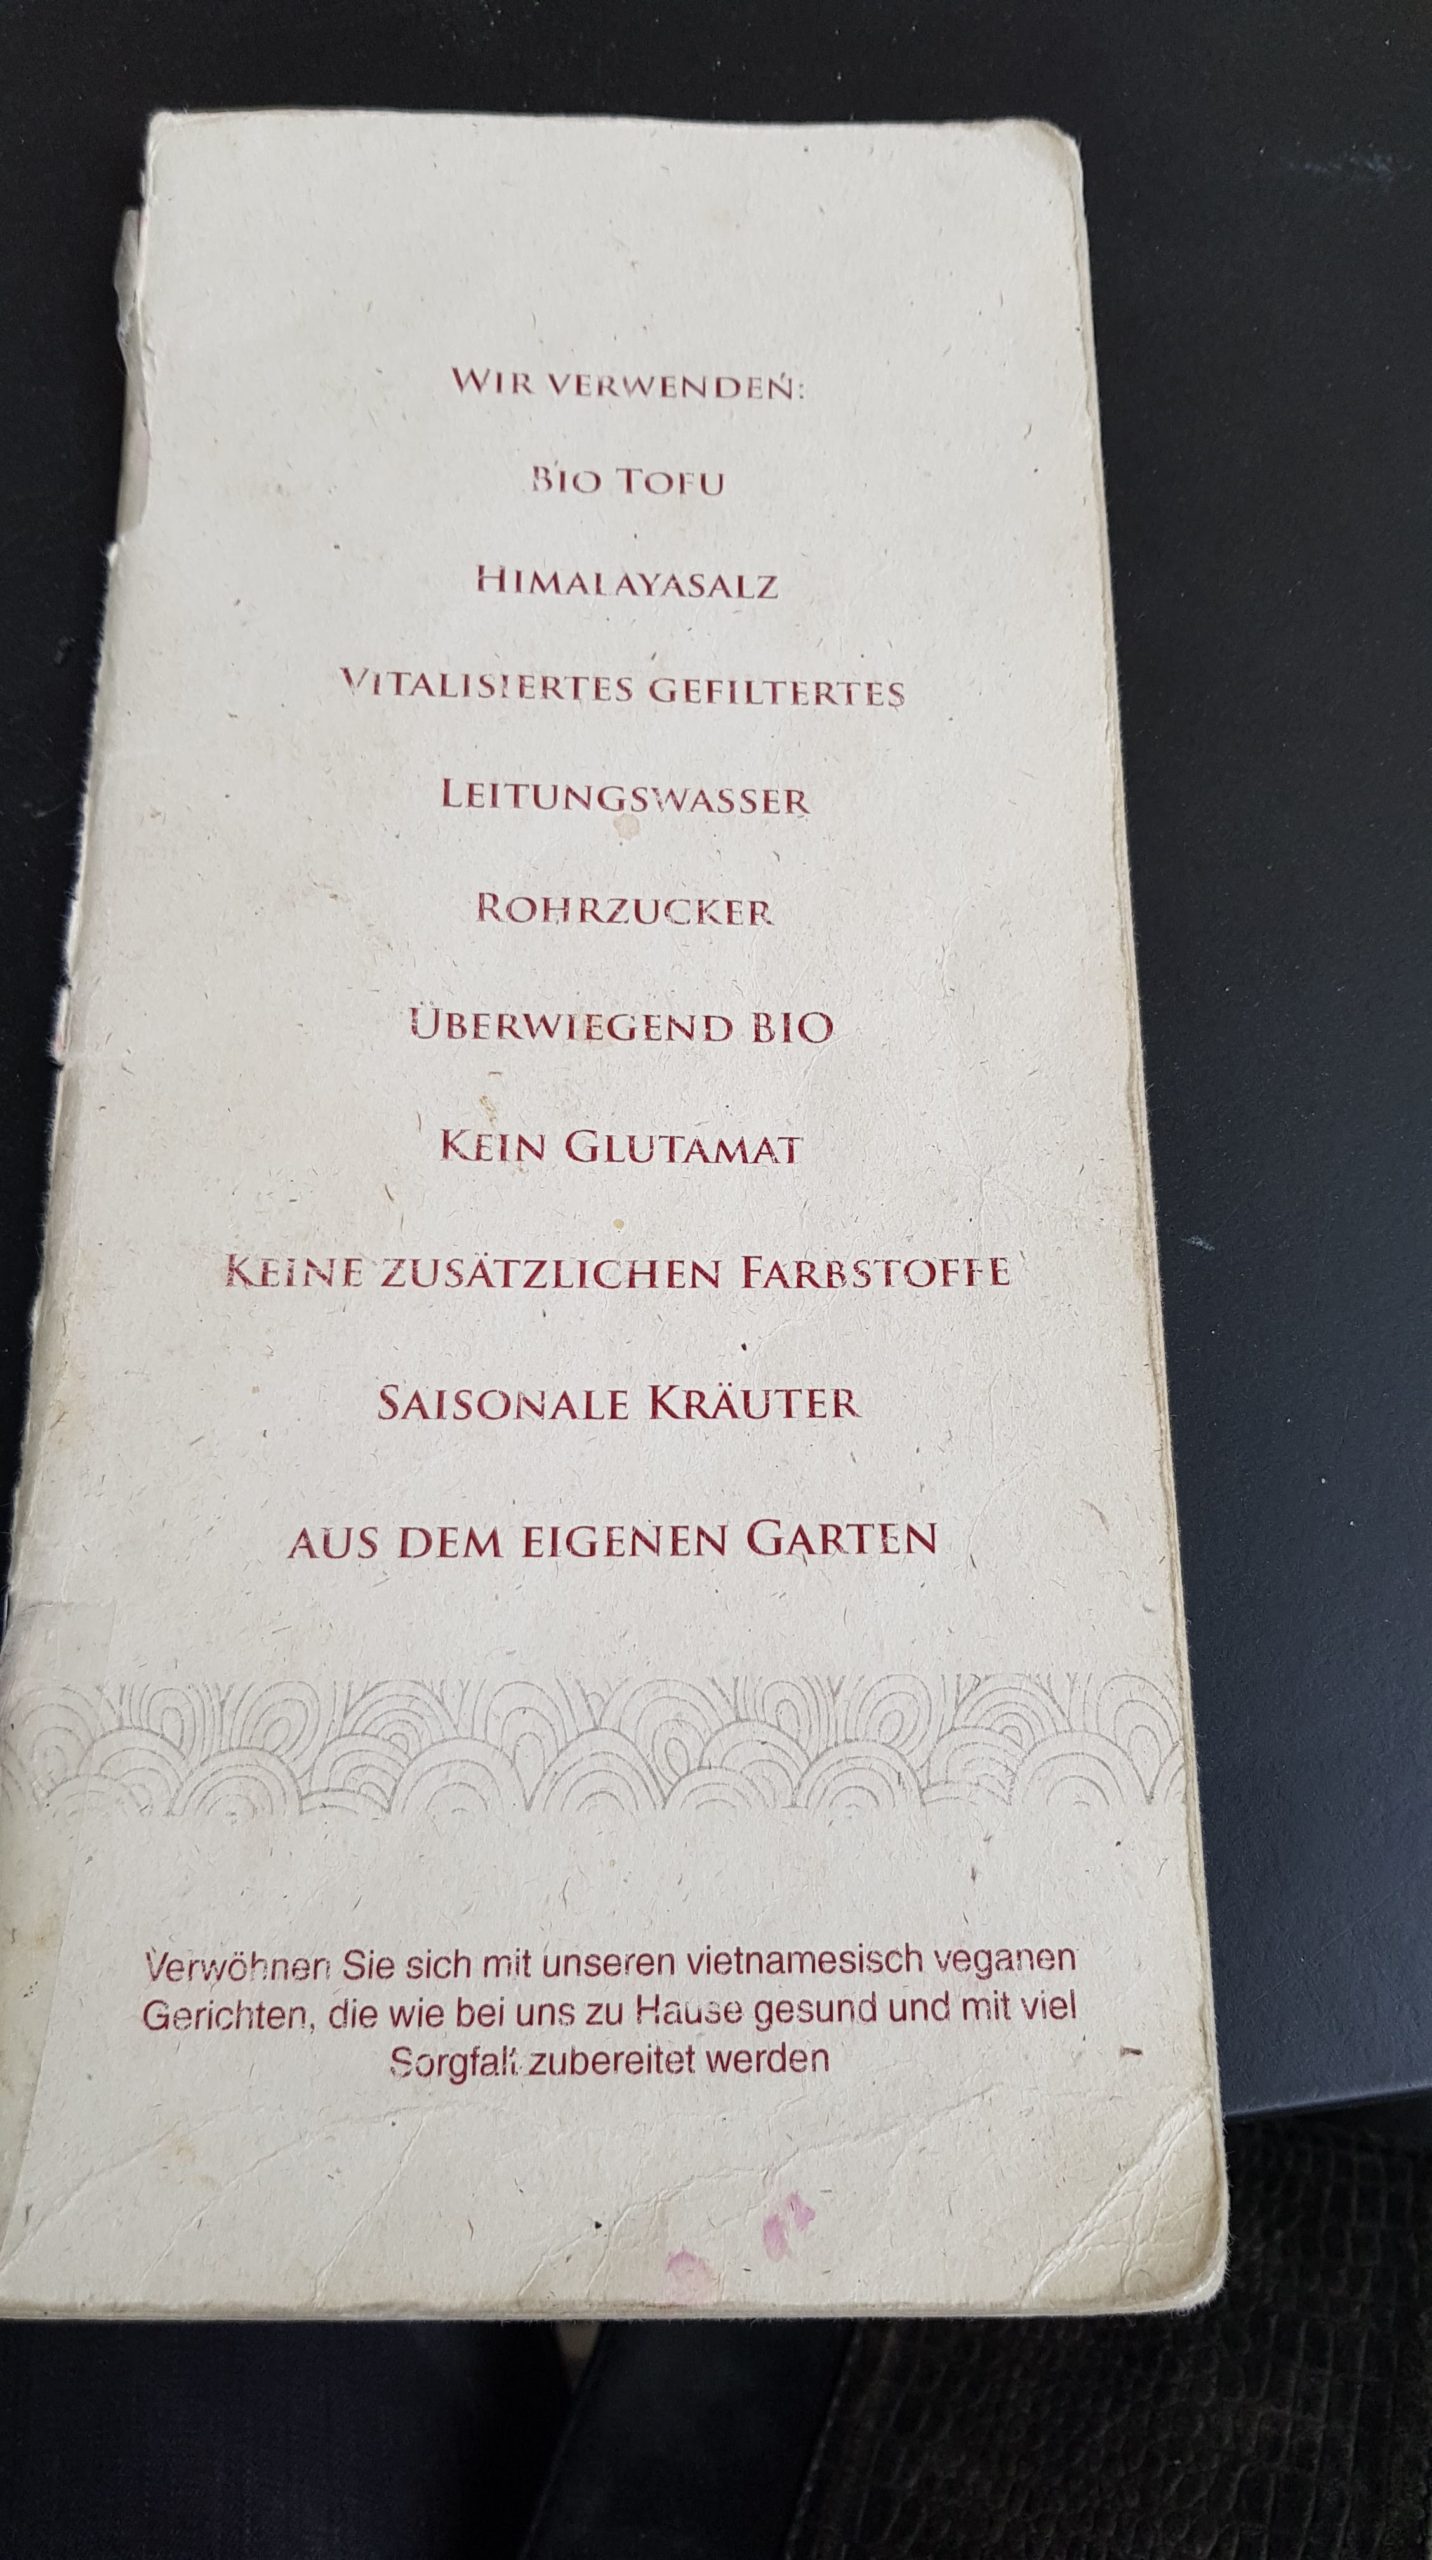 Wir verwenden:
Bio Tofu
Himalayasalz
Vitalisiertes gefiltertes
Leitungswasser
Rohrzucker
Überwiegend BIO
Kein Glutamat
Keine zusätzlichen Farbstoffe
Saisonale Kräuter
aus dem eigenen Garten
Verwöhnen Sie sich mit unseren vietnamesisch veganen
Gerichten, die wie bei uns zu Hause gesund und mit viel
Sorgfalt zubereitet werden